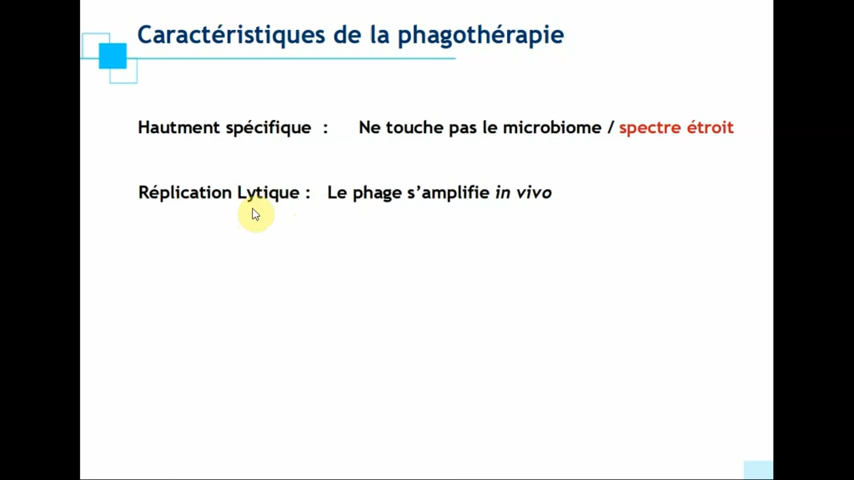 Caractéristiques de la phagothérapie
Hautment spécifique : Ne touche pas le microbiome / spectre étroit
Réplication Lytique : Le phage s'amplifie in vivo